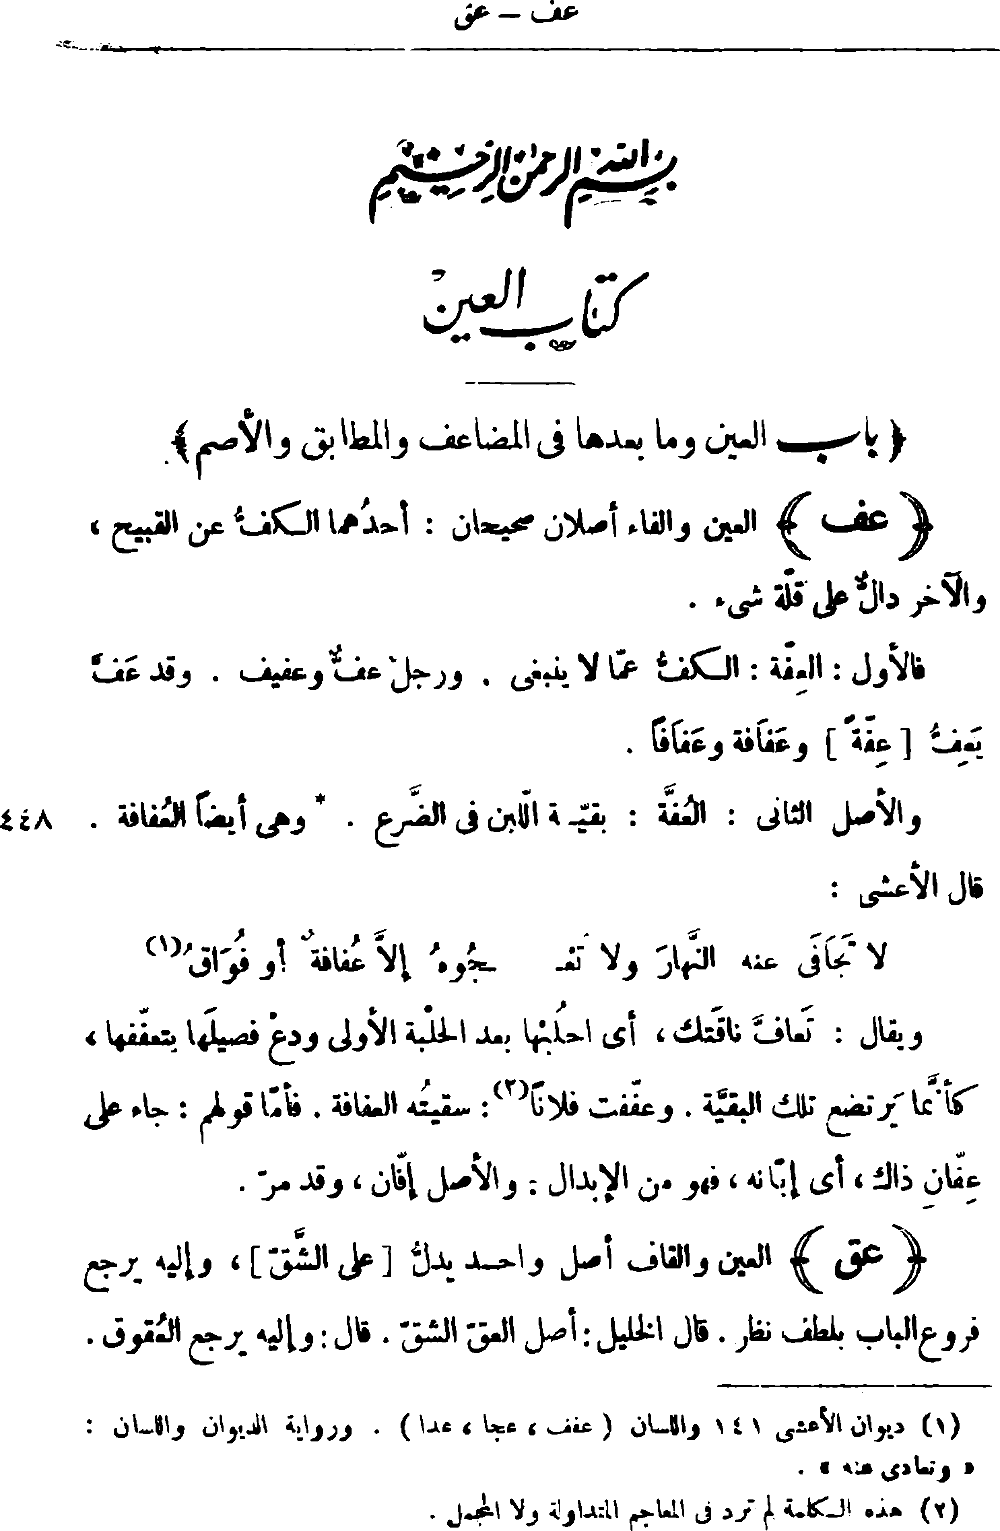 عف — عق
بسم الله الرحمن الرحيم
كتاب العين
﴿ باب العين وما بعدها فى المضاعف والمطابق والأصم ﴾
﴿ عف ﴾ العين والفاء أصلان صحيحان : أحدُهما الكفُّ عن القبيح ،
والآخر دالٌّ على قلّة شىء .
فالأول : العِفّة : الكفُّ عمّا لا ينبغى . ورجلٌ عفٌّ وعفيف . وقد عَفَّ
يَعِفُّ [ عِفّةً ] وعَفَافة وعَفَافًا .
والأصل الثانى : العُفَّة : بقيّة اللّبن فى الضَّرع . * وهى أيضاً العُفافة . ٤٤٨
قال الأعشى :
لا تَجَافَى عنه النَّهارَ ولا تَعْـ ـجُوهُ إلاَّ عُفافةٌ أو فُوَاقُ(١)
ويقال : تَعافَّ ناقَتك ، أى احلُبْها بعد الحلْبة الأولى ودعْ فصيلَها يتعفّفها ،
كأنَّما يَرتضع تلك البقيَّة . وعفّفت فلاناً(٢) : سقيتُه العفافة . فأمّا قولهم : جاء على
عِفّانِ ذاك ، أى إبّانه ، فهو من الإبدال : والأصل إفّان ، وقد مرّ .
﴿ عق ﴾ العين والقاف أصل واحد يدلُّ [ على الشَّقّ ] ، وإليه يرجع
فروع الباب بلطف نظر . قال الخليل : أصل العقّ الشقّ . قال : وإليه يرجع العُقوق .
(١) ديوان الأعشى ١٤١ واللسان ( عفف ، عجا ، عدا ) . ورواية الديوان واللسان :
« وتعادى عنه » .
(٢) هذه الكلمة لم ترد فى المعاجم المتداولة ولا المجمل .